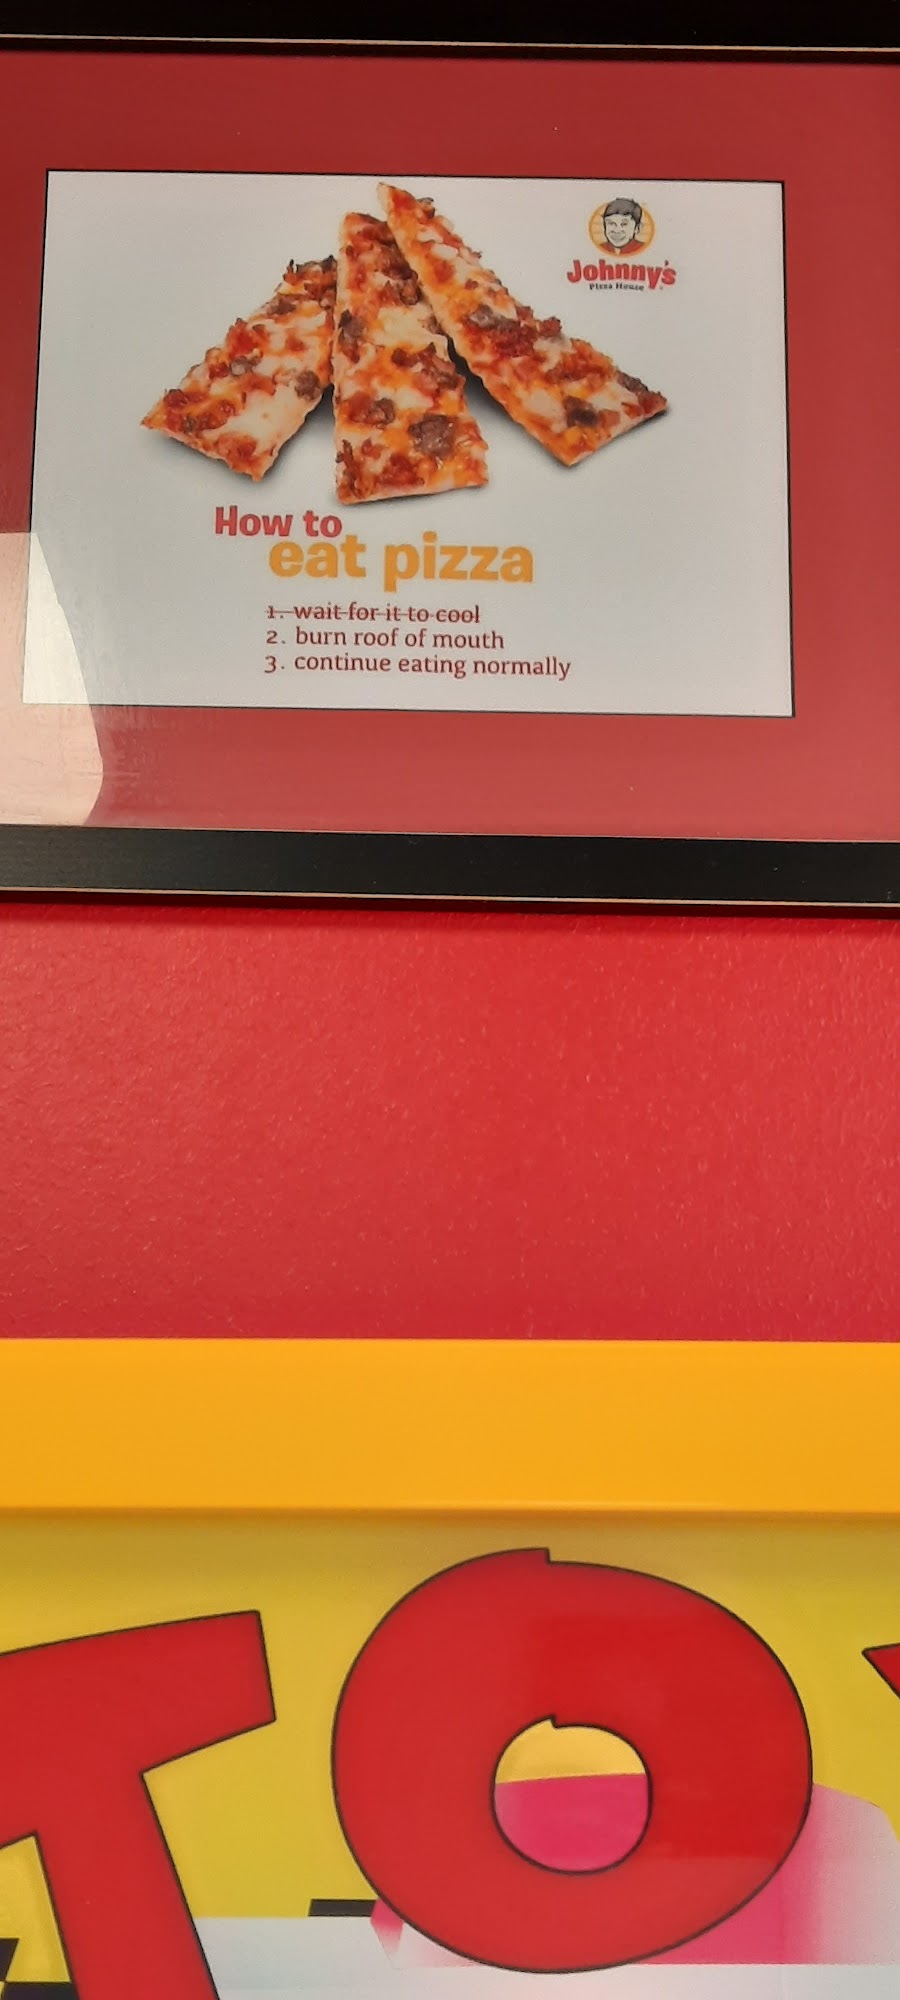 Johnny's
Pizza House
How to
eat pizza
1. wait for it to cool
2. burn roof of mouth
3. continue eating normally
TO